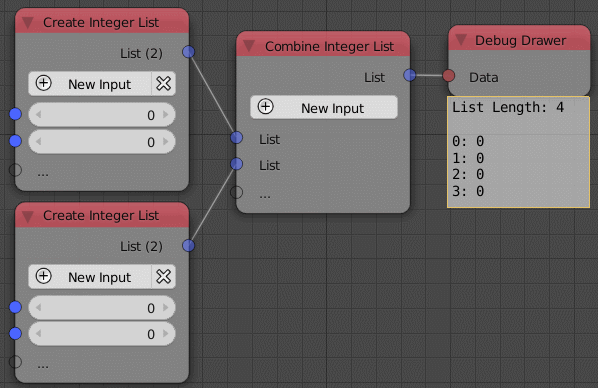 Create Integer List
List (2)
New Input
0
0
...
Create Integer List
List (2)
New Input
0
0
...
Combine Integer List
List
New Input
List
List
...
Debug Drawer
Data
List Length: 4
0: 0
1: 0
2: 0
3: 0